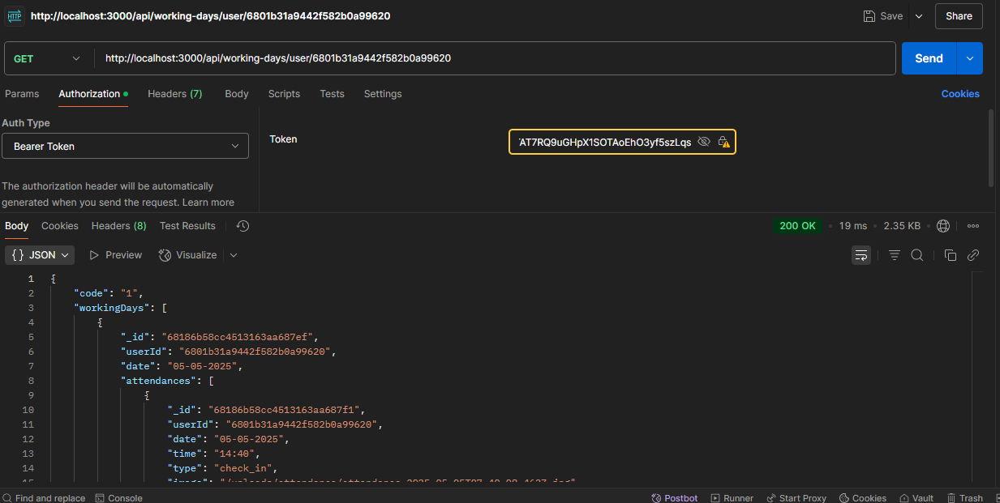 HTTP http://localhost:3000/api/working-days/user/6801b31a9442f582b0a99620 Save Share
GET http://localhost:3000/api/working-days/user/6801b31a9442f582b0a99620 Send
Params Authorization Headers (7) Body Scripts Tests Settings Cookies
Auth Type
Bearer Token
Token
AT7RQ9uGHpX1SOTAoEhO3yf5szLqs
The authorization header will be automatically
generated when you send the request. Learn more
Body Cookies Headers (8) Test Results 200 OK • 19 ms • 2.35 KB •
{} JSON Preview Visualize
1 {
2 "code": "1",
3 "workingDays": [
4 {
5 "_id": "68186b58cc4513163aa687ef",
6 "userId": "6801b31a9442f582b0a99620",
7 "date": "05-05-2025",
8 "attendances": [
9 {
10 "_id": "68186b58cc4513163aa687f1",
11 "userId": "6801b31a9442f582b0a99620",
12 "date": "05-05-2025",
13 "time": "14:40",
14 "type": "check_in",
Find and replace Console Postbot Runner Start Proxy Cookies Vault Trash